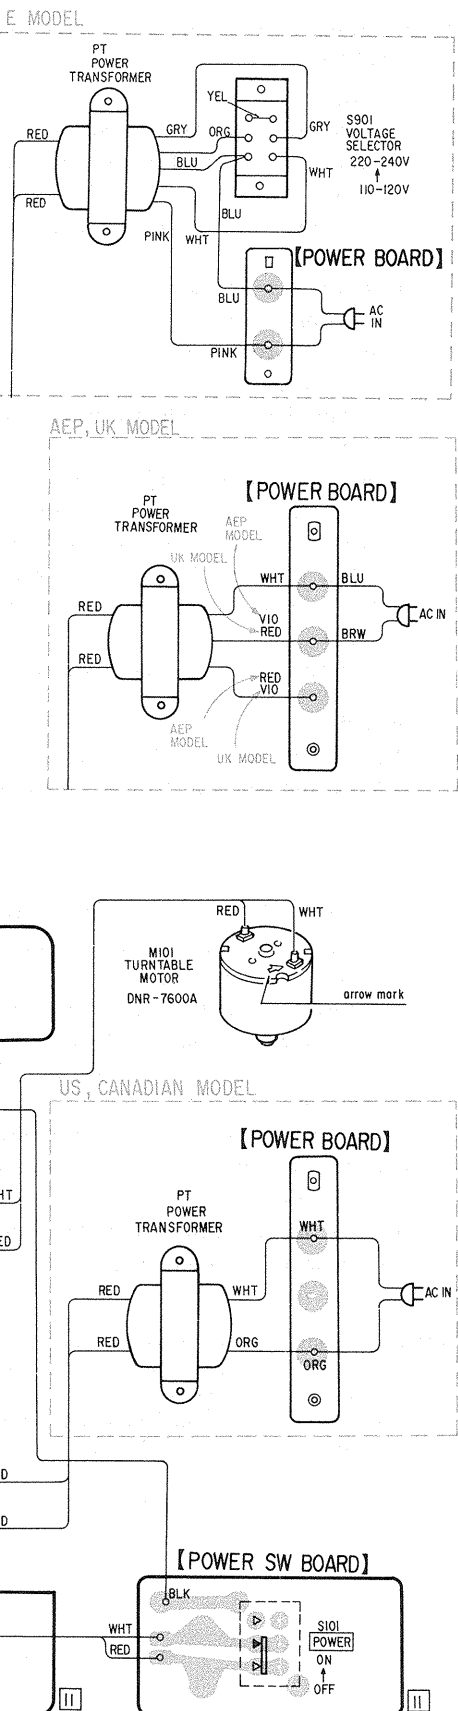 E MODEL
PT
POWER
TRANSFORMER
RED
RED
GRY
ORG
BLU
YEL
GRY
WHT
S901
VOLTAGE
SELECTOR
220-240V
110-120V
BLU
PINK
WHT
【POWER BOARD】
BLU
PINK
AC
IN
AEP, UK MODEL
【POWER BOARD】
PT
POWER
TRANSFORMER
AEP
MODEL
UK MODEL
RED
RED
WHT
VIO
RED
BLU
BRW
AC IN
RED
VIO
AEP
MODEL
UK MODEL
RED
WHT
M101
TURNTABLE
MOTOR
DNR-7600A
arrow mark
US, CANADIAN MODEL
【POWER BOARD】
PT
POWER
TRANSFORMER
WHT
RED
WHT
AC IN
RED
ORG
ORG
HT
ED
D
D
【POWER SW BOARD】
BLK
WHT
RED
S101
POWER
ON
OFF
11
11